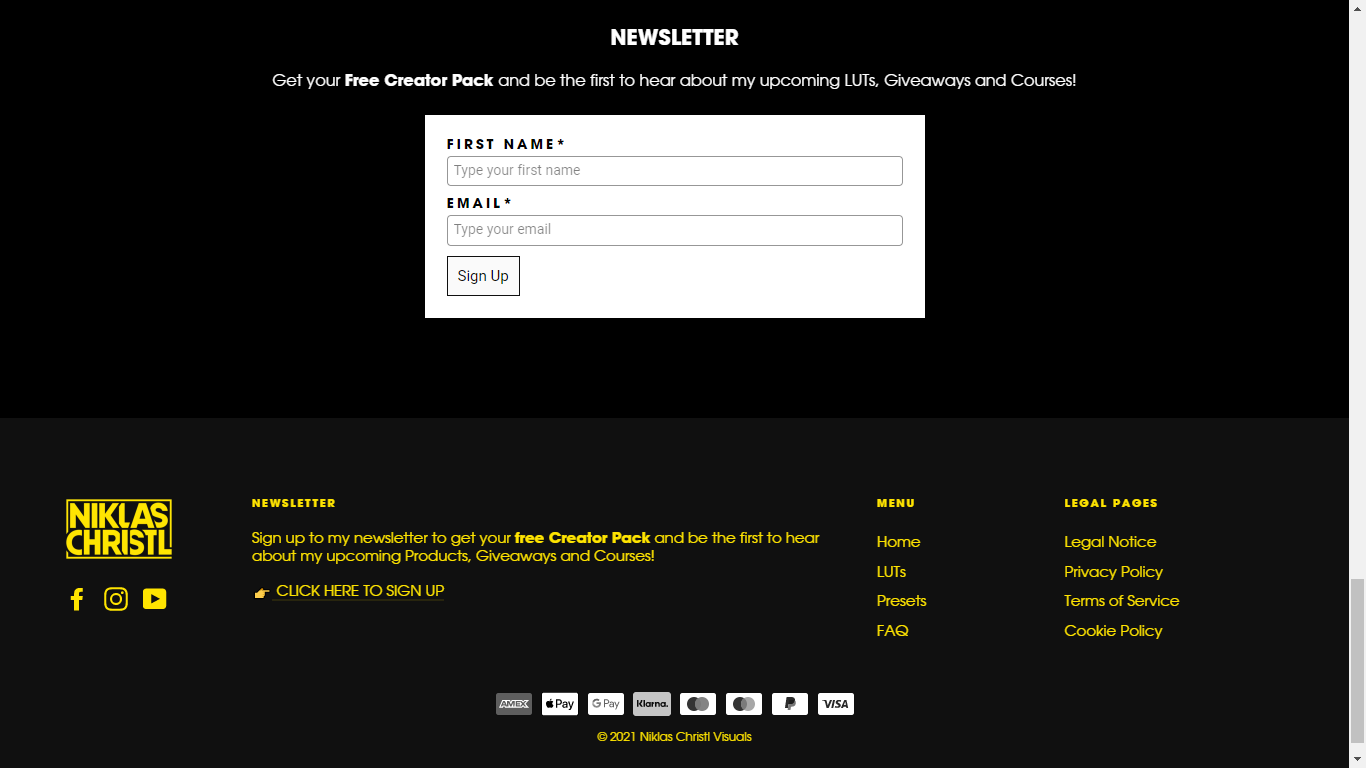 NEWSLETTER
Get your Free Creator Pack and be the first to hear about my upcoming LUTs, Giveaways and Courses!
FIRST NAME*
Type your first name
EMAIL*
Type your email
Sign Up
NIKLAS
CHRISTL
NEWSLETTER
Sign up to my newsletter to get your free Creator Pack and be the first to hear
about my upcoming Products, Giveaways and Courses!
👉 CLICK HERE TO SIGN UP
MENU
Home
LUTs
Presets
FAQ
LEGAL PAGES
Legal Notice
Privacy Policy
Terms of Service
Cookie Policy
AMEX Pay G Pay Klarna. VISA
© 2021 Niklas Christl Visuals